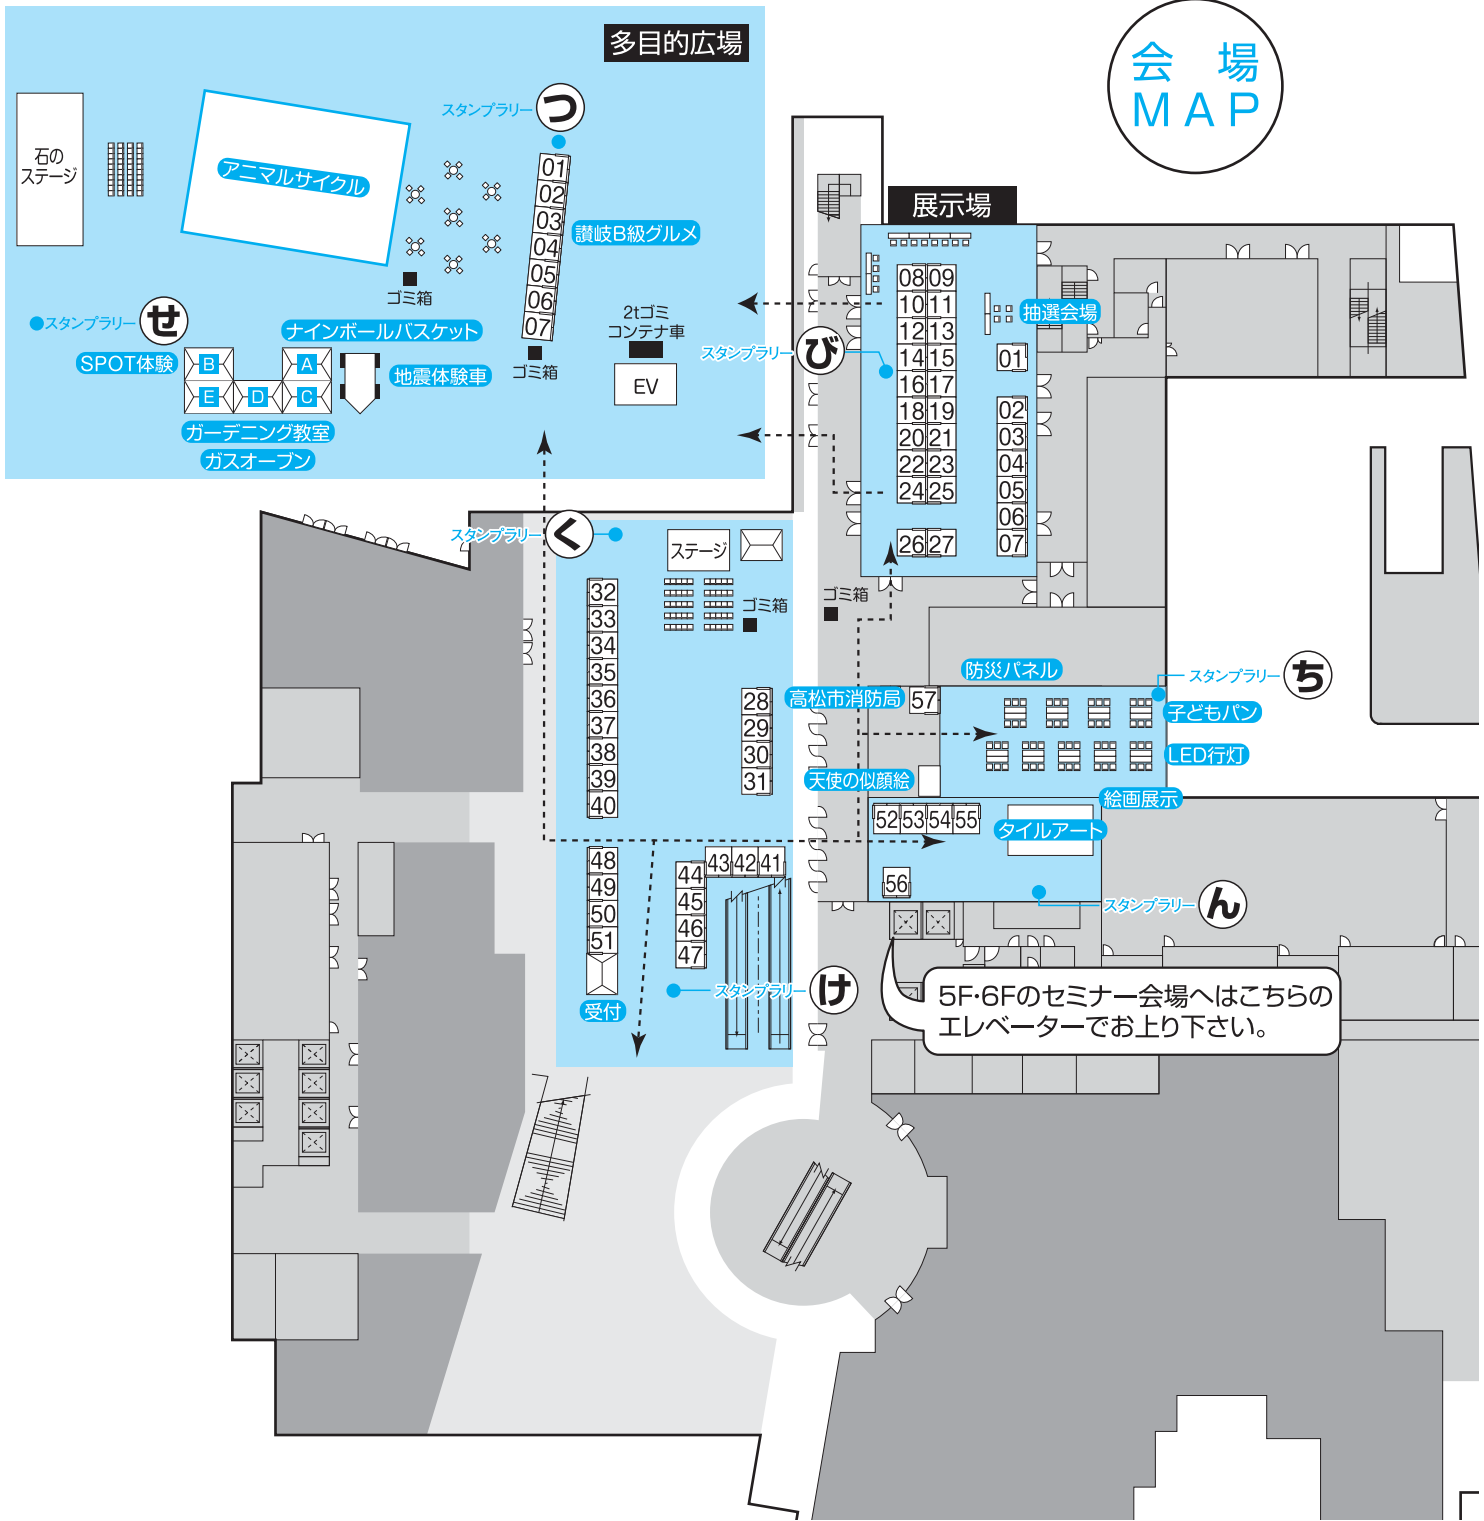 会場
MAP
多目的広場
スタンプラリー
つ
石の
ステージ
アニマルサイクル
01
02
03
04
05
06
07
讃岐B級グルメ
ゴミ箱
スタンプラリー
せ
ナインボールバスケット
SPOT体験
B
A
E
D
C
地震体験車
ガーデニング教室
ガスオーブン
ゴミ箱
2tゴミ
コンテナ車
EV
展示場
08 09
10 11
12 13
14 15
16 17
18 19
20 21
22 23
24 25
26 27
抽選会場
01
02
03
04
05
06
07
スタンプラリー
び
スタンプラリー
く
ステージ
ゴミ箱
ゴミ箱
32
33
34
35
36
37
38
39
40
28
29
30
31
防災パネル
高松市消防局
57
スタンプラリー
ち
子どもパン
LED行灯
天使の似顔絵
絵画展示
52 53 54 55
タイルアート
56
スタンプラリー
ん
48
49
50
51
43 42 41
44
45
46
47
受付
スタンプラリー
け
5F・6Fのセミナー会場へはこちらの
エレベーターでお上り下さい。